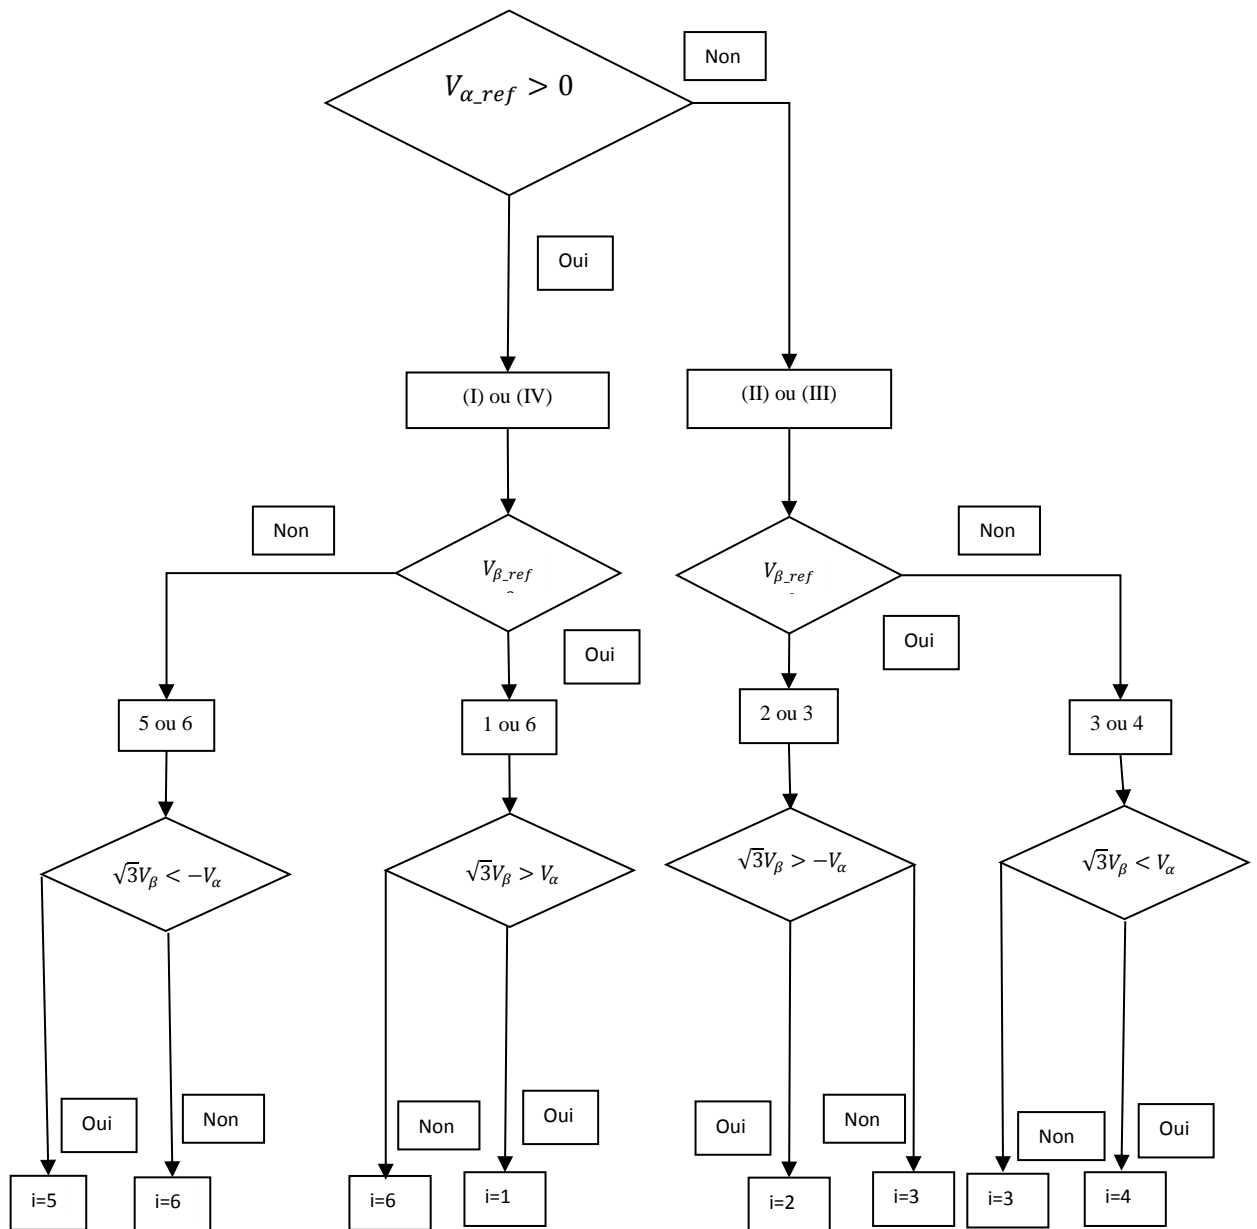 Non
V_{α_ref} > 0
Oui
(I) ou (IV)
(II) ou (III)
Non
Non
V_{β_ref}
V_{β_ref}
Oui
Oui
5 ou 6
1 ou 6
2 ou 3
3 ou 4
√3V_β < −V_α
√3V_β > V_α
√3V_β > −V_α
√3V_β < V_α
Oui
Non
Non
Oui
Oui
Non
Non
Oui
i=5
i=6
i=6
i=1
i=2
i=3
i=3
i=4